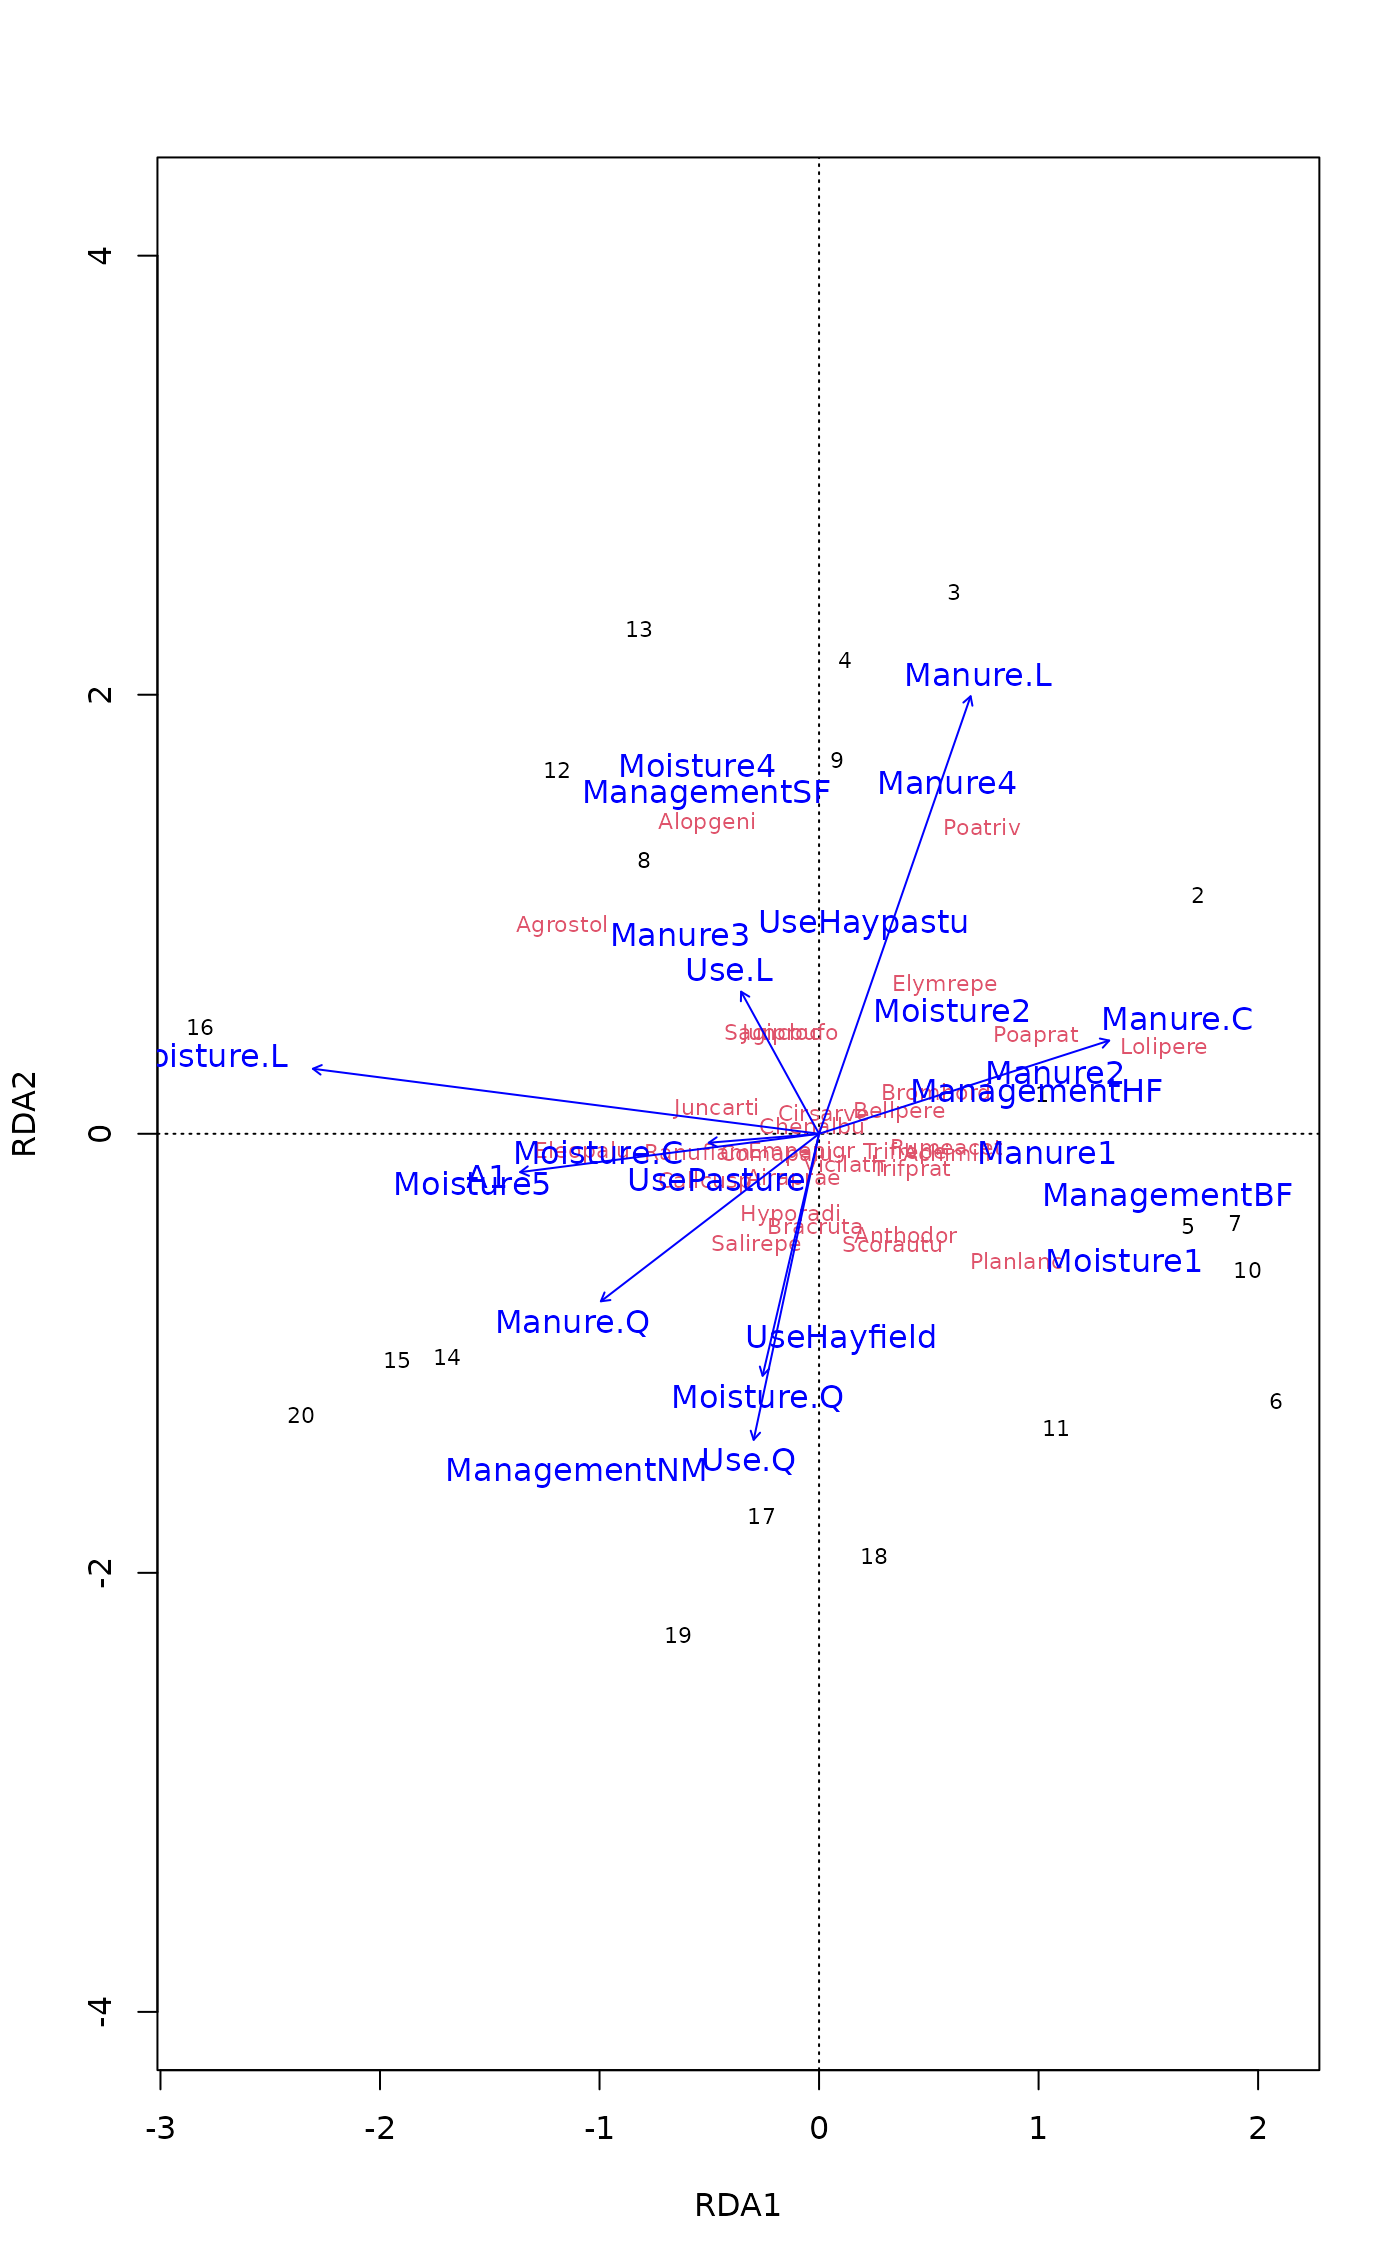 4
3
13
4
Manure.L
2
9
Moisture4
12
Manure4
ManagementSF
Alopgeni
Poatriv
8
2
UseHaypastu
Agrostol
Manure3
Use.L
Elymrepe
Moisture2
Manure.C
16
Poaprat
Lolipere
oisture.L
Manure2
ManagementHF
Juncarti
Bellpere
Cirsarve
Chenalbu
RDA2
0
Moisture.C
Manure1
Trifprat
A1
Moisture5
UsePasture
ManagementBF
Hyporadi
Bracruta
5
7
Anthodor
Salirepe
Scorautu
Planlanc
Moisture1
10
Manure.Q
UseHayfield
15
14
Moisture.Q
6
20
11
Use.Q
ManagementNM
17
18
-2
19
-4
-3
-2
-1
0
1
2
RDA1